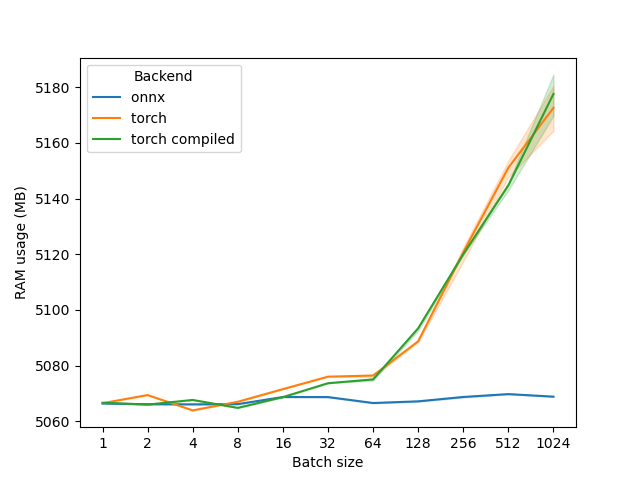 Backend
onnx
torch
torch compiled
RAM usage (MB)
5180
5160
5140
5120
5100
5080
5060
1 2 4 8 16 32 64 128 256 512 1024
Batch size